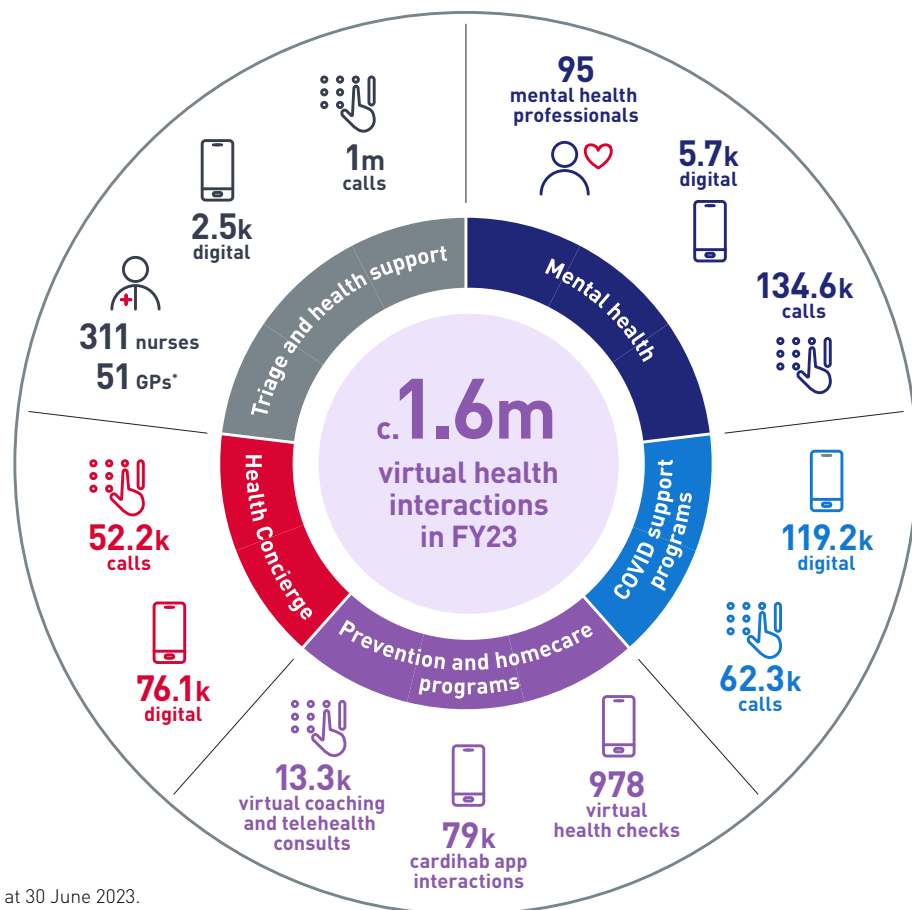 95
mental health
professionals
5.7k
digital
134.6k
calls
Mental health
119.2k
digital
62.3k
calls
COVID support
programs
978
virtual
health checks
79k
cardihab app
interactions
13.3k
virtual coaching
and telehealth
consults
Prevention and homecare
programs
76.1k
digital
52.2k
calls
Health Concierge
311 nurses
51 GPs*
2.5k
digital
1m
calls
Triage and health support
c.1.6m
virtual health
interactions
in FY23
at 30 June 2023.